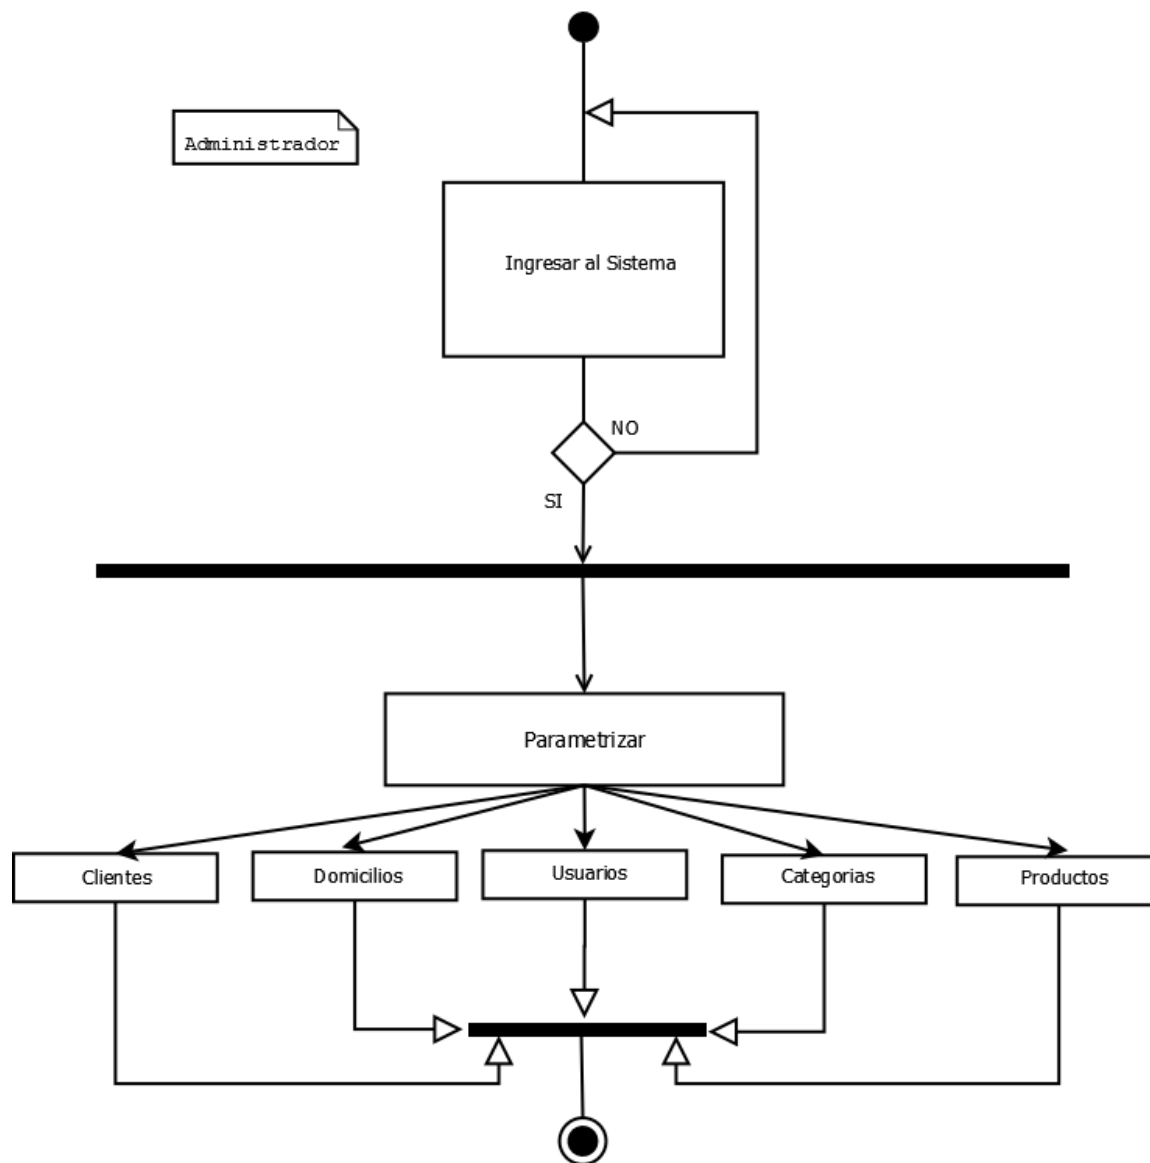 Administrador
Ingresar al Sistema
NO
SI
Parametrizar
Clientes
Domicilios
Usuarios
Categorias
Productos